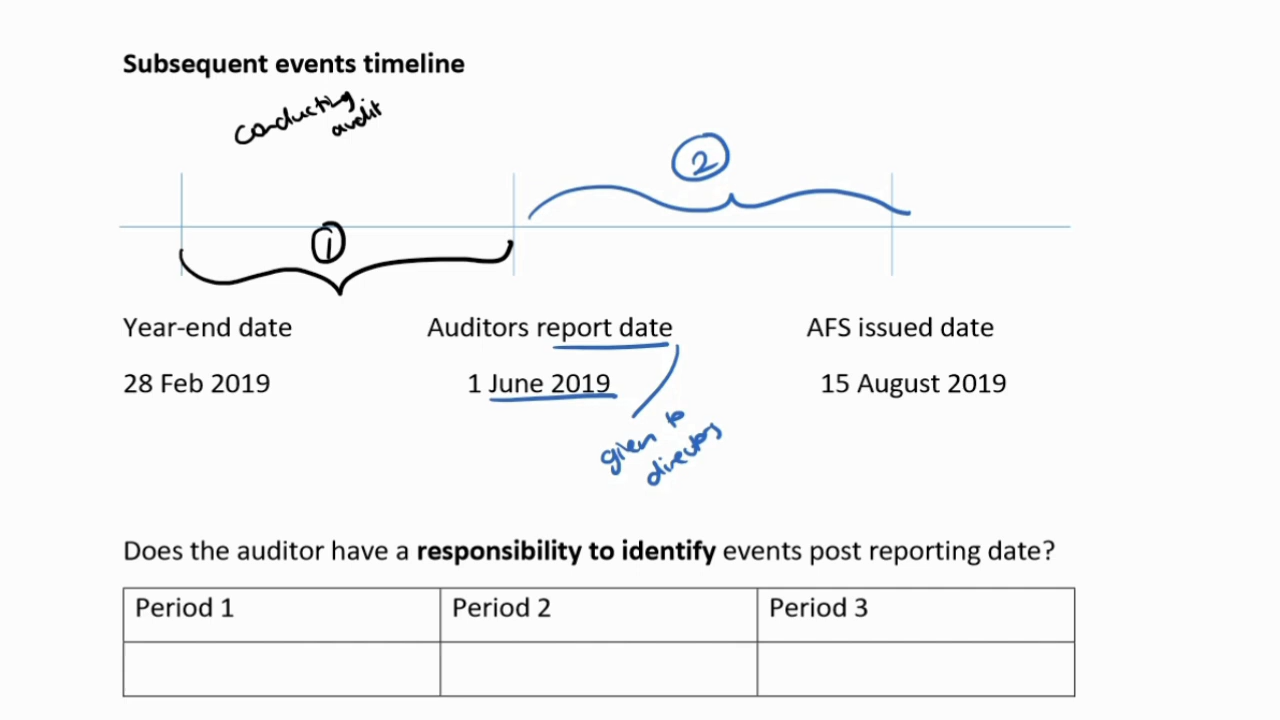 Subsequent events timeline
conducting
audit
2
1
Year-end date Auditors report date AFS issued date
28 Feb 2019 1 June 2019 15 August 2019
given to
directors
Does the auditor have a responsibility to identify events post reporting date?
Period 1 Period 2 Period 3